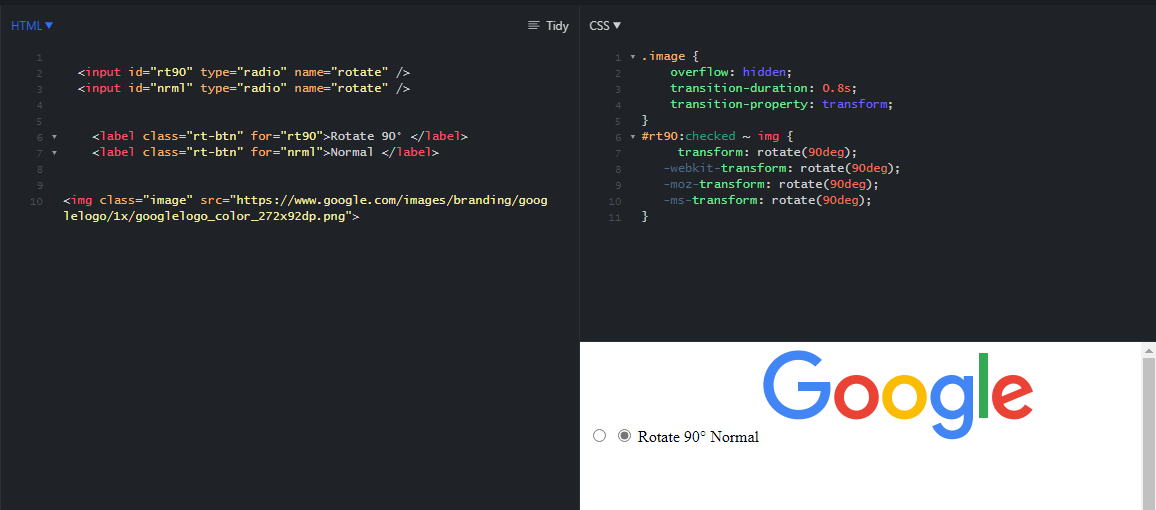 HTML
Tidy
1
2 <input id="rt90" type="radio" name="rotate" />
3 <input id="nrml" type="radio" name="rotate" />
4
5
6 <label class="rt-btn" for="rt90">Rotate 90° </label>
7 <label class="rt-btn" for="nrml">Normal </label>
8
9
10 <img class="image" src="https://www.google.com/images/branding/goog
lelogo/1x/googlelogo_color_272x92dp.png">
CSS
1 .image {
2 overflow: hidden;
3 transition-duration: 0.8s;
4 transition-property: transform;
5 }
6 #rt90:checked ~ img {
7 transform: rotate(90deg);
8 -webkit-transform: rotate(90deg);
9 -moz-transform: rotate(90deg);
10 -ms-transform: rotate(90deg);
11 }
Google
Rotate 90° Normal